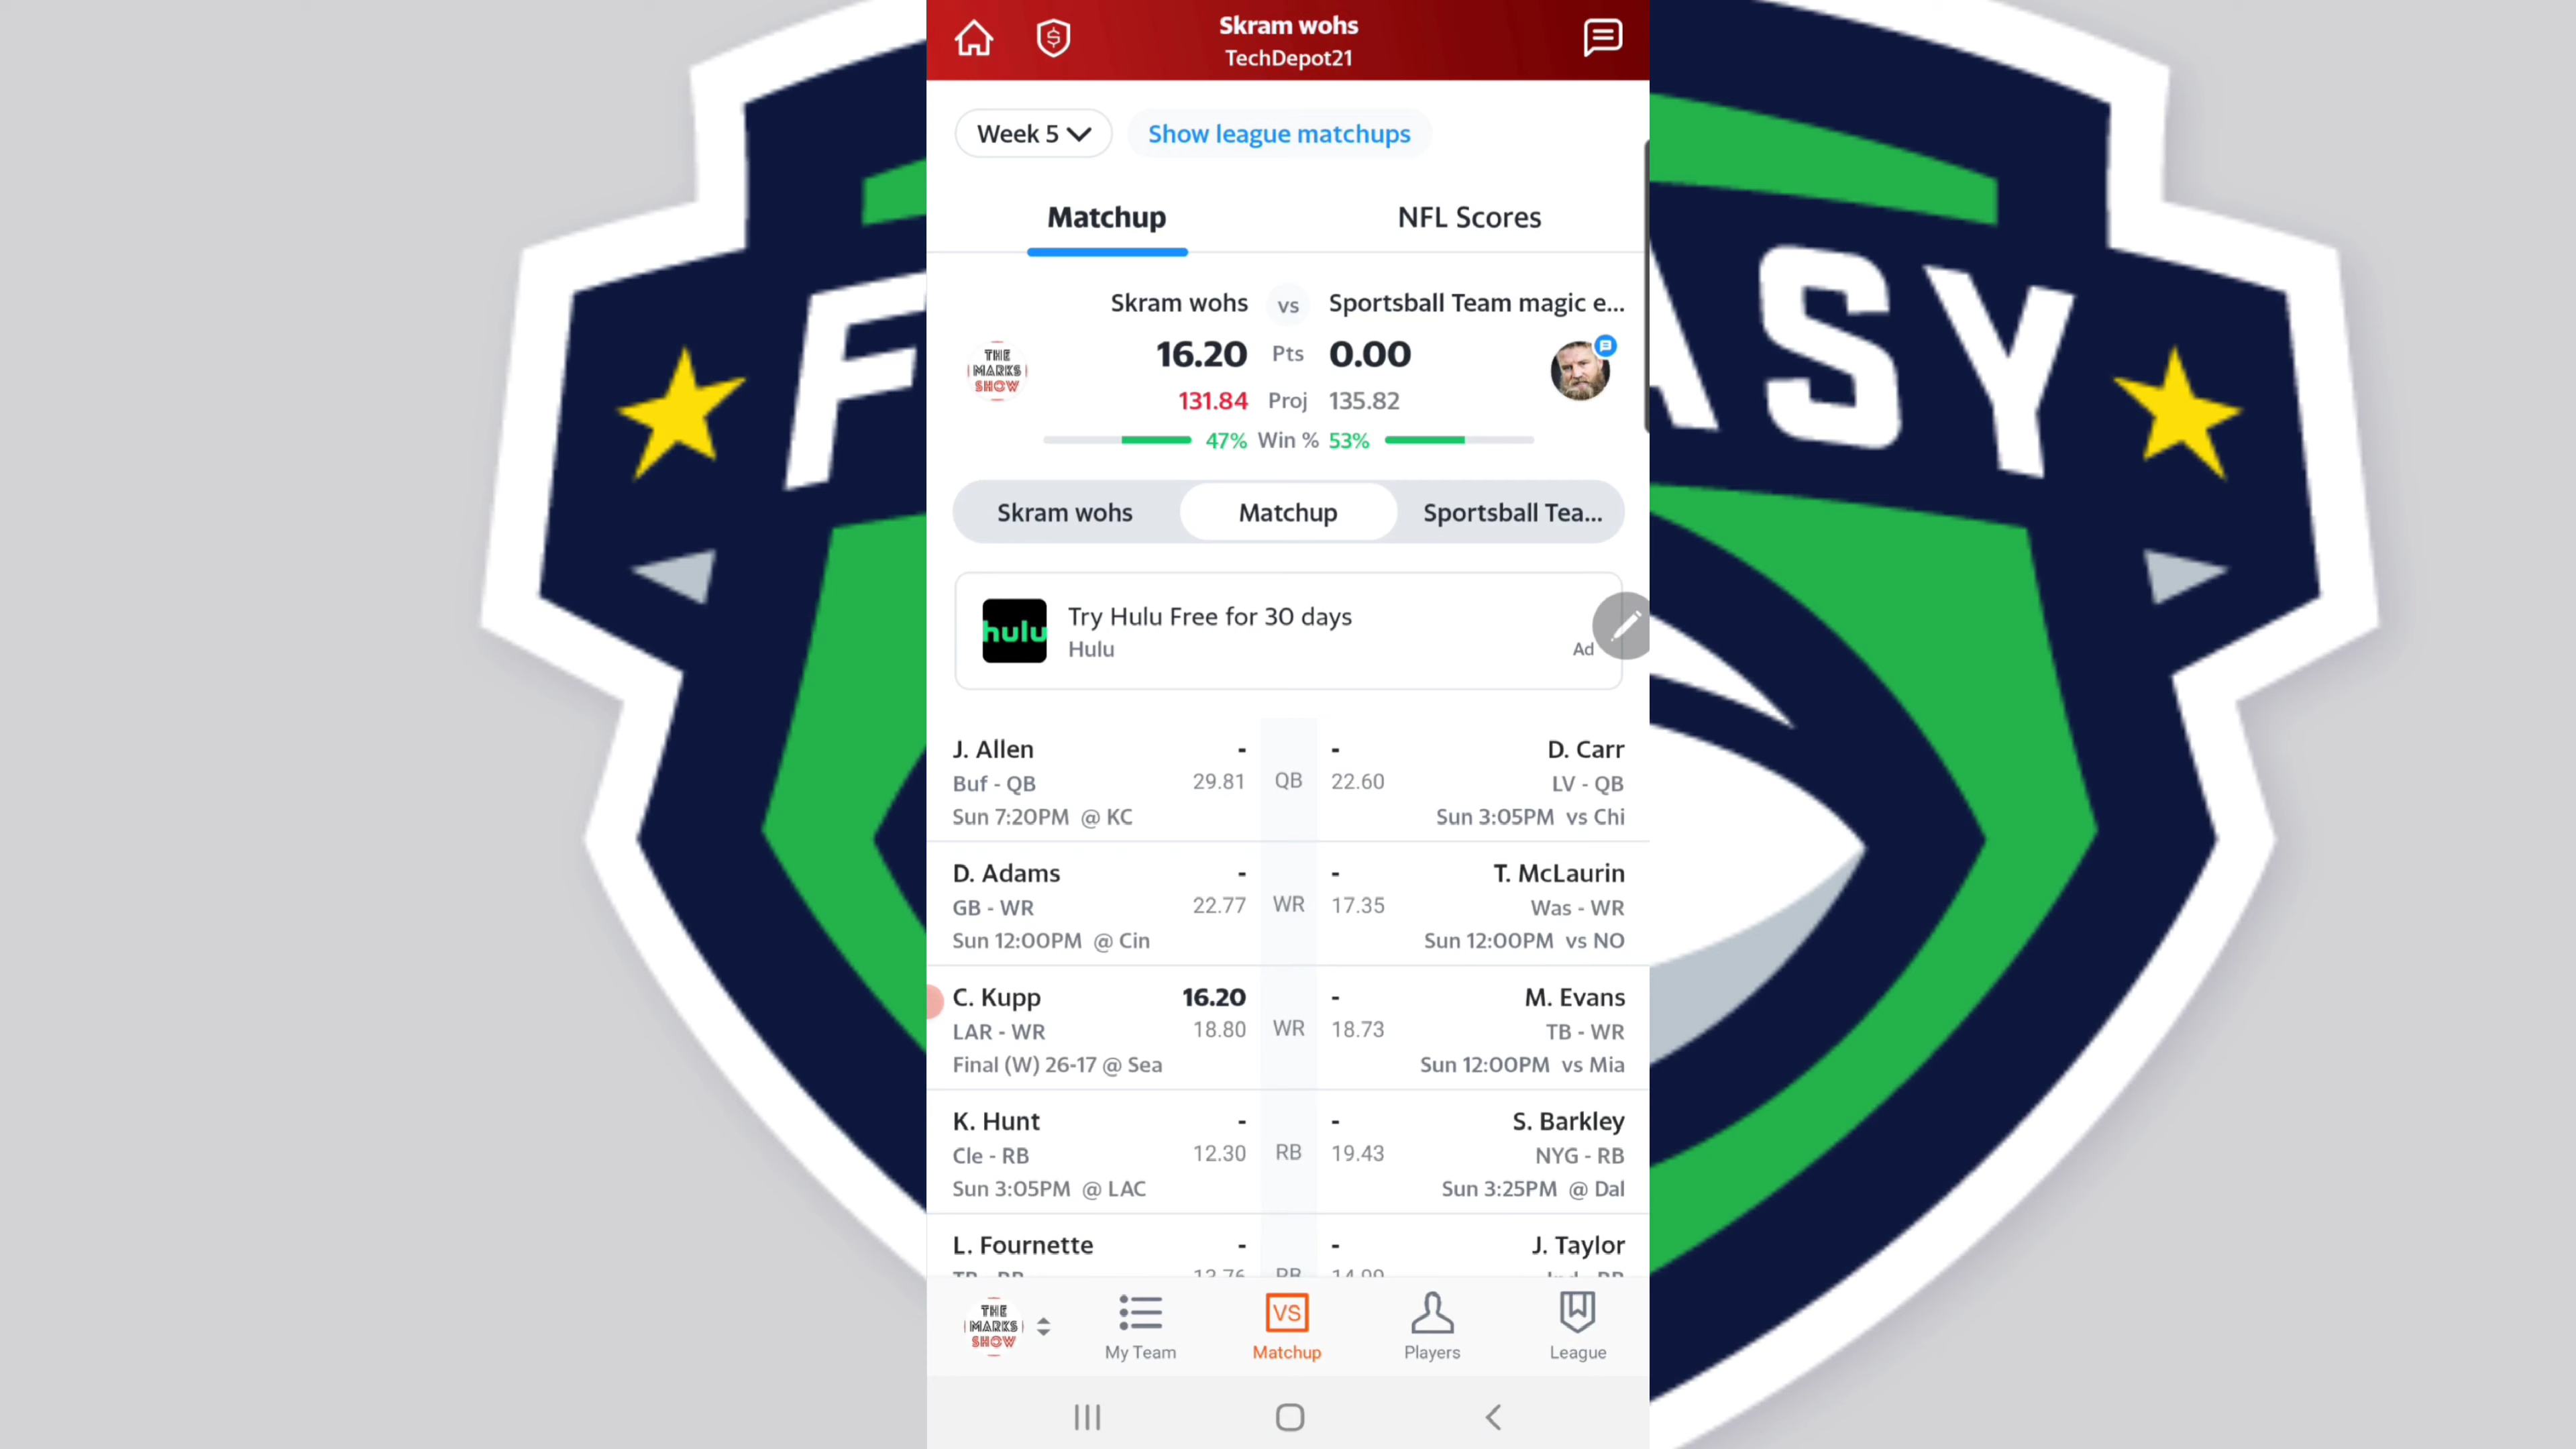 Skram wohs
TechDepot21
Week 5
Show league matchups
Matchup
NFL Scores
Skram wohs vs Sportsball Team magic e...
THE MARKS SHOW
16.20 Pts 0.00
131.84 Proj 135.82
47% Win % 53%
Skram wohs
Matchup
Sportsball Tea...
hulu
Try Hulu Free for 30 days
Hulu
Ad
J. Allen - - D. Carr
Buf - QB 29.81 QB 22.60 LV - QB
Sun 7:20PM @ KC Sun 3:05PM vs Chi
D. Adams - - T. McLaurin
GB - WR 22.77 WR 17.35 Was - WR
Sun 12:00PM @ Cin Sun 12:00PM vs NO
C. Kupp 16.20 - M. Evans
LAR - WR 18.80 WR 18.73 TB - WR
Final (W) 26-17 @ Sea Sun 12:00PM vs Mia
K. Hunt - - S. Barkley
Cle - RB 12.30 RB 19.43 NYG - RB
Sun 3:05PM @ LAC Sun 3:25PM @ Dal
L. Fournette - - J. Taylor
THE MARKS SHOW
My Team
VS
Matchup
Players
League
F
ASY